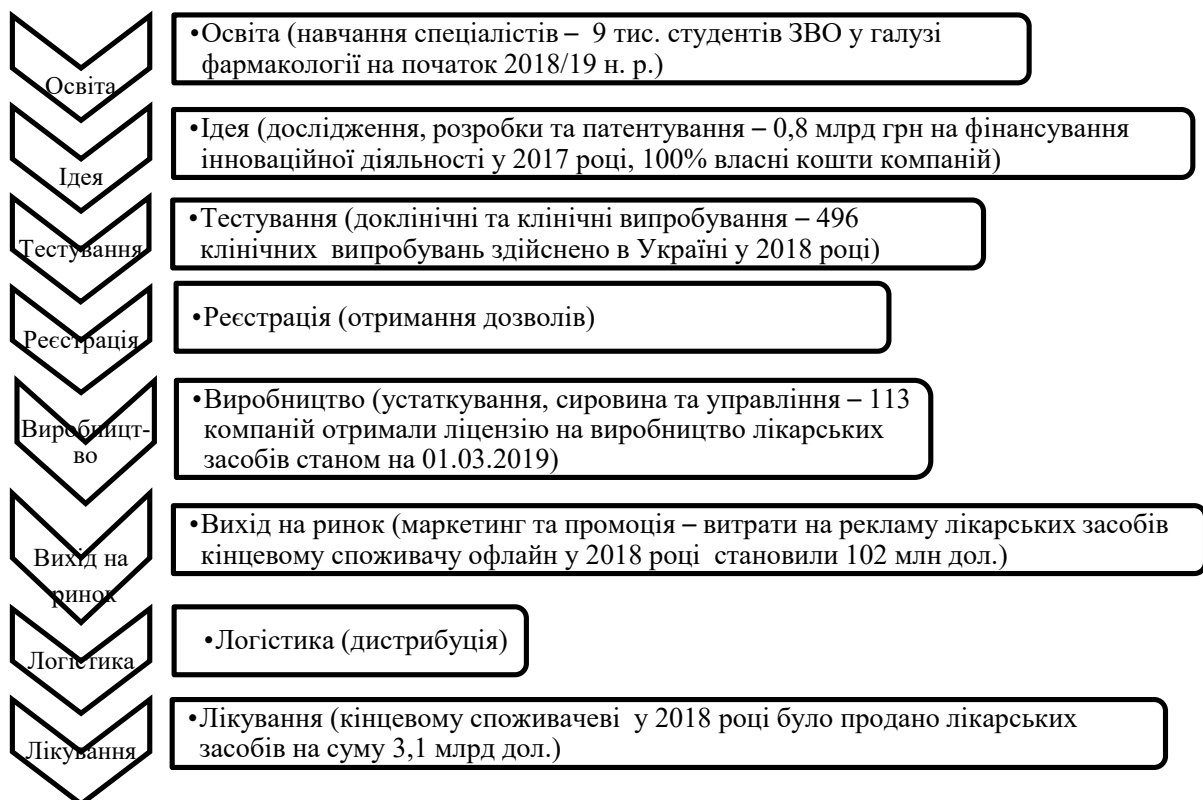 Освіта
•Освіта (навчання спеціалістів – 9 тис. студентів ЗВО у галузі
фармакології на початок 2018/19 н. р.)
Ідея
•Ідея (дослідження, розробки та патентування – 0,8 млрд грн на фінансування
інноваційної діяльності у 2017 році, 100% власні кошти компаній)
Тестування
•Тестування (доклінічні та клінічні випробування – 496
клінічних випробувань здійснено в Україні у 2018 році)
Реєстрація
•Реєстрація (отримання дозволів)
Виробницт-
во
•Виробництво (устаткування, сировина та управління – 113
компаній отримали ліцензію на виробництво лікарських
засобів станом на 01.03.2019)
Вихід на
ринок
•Вихід на ринок (маркетинг та промоція – витрати на рекламу лікарських засобів
кінцевому споживачу офлайн у 2018 році становили 102 млн дол.)
Логістика
•Логістика (дистрибуція)
Лікування
•Лікування (кінцевому споживачеві у 2018 році було продано лікарських
засобів на суму 3,1 млрд дол.)